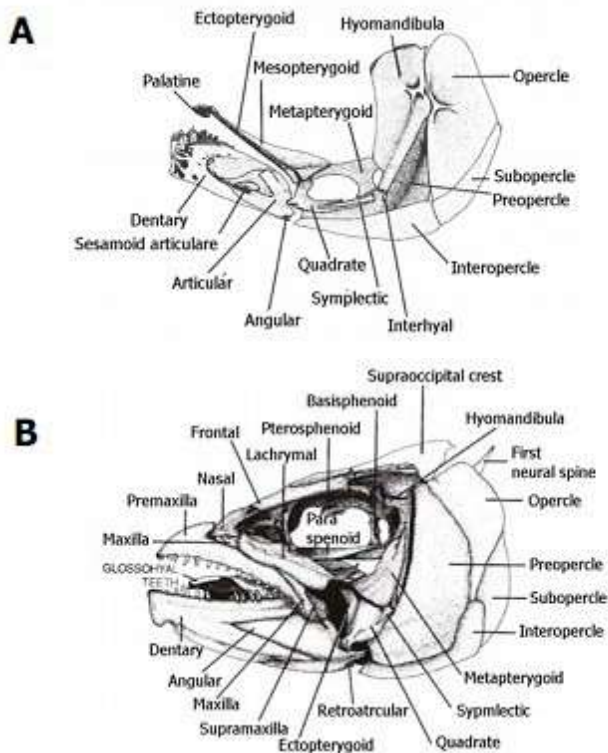 A
Ectopterygoid
Hyomandibula
Palatine
Mesopterygoid
Opercle
Metapterygoid
Subopercle
Preopercle
Dentary
Sesamoid articulare
Quadrate
Interopercle
Articular
Symplectic
Angular
Interhyal
B
Supraoccipital crest
Basisphenoid
Hyomandibula
Pterosphenoid
Frontal
Lachrymal
First
neural spine
Nasal
Opercle
Premaxilla
Para
spenoid
Maxilla
Preopercle
GLOSSOHYAL
TEETH
Subopercle
Interopercle
Dentary
Angular
Metapterygoid
Maxilla
Retroatrcular
Sypmlectic
Supramaxilla
Ectopterygoid
Quadrate